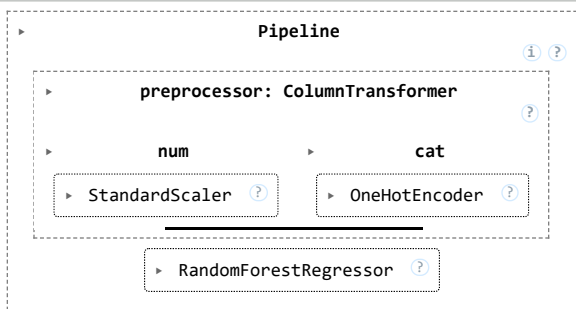 Pipeline
i ?
preprocessor: ColumnTransformer
?
num cat
StandardScaler ? OneHotEncoder ?
RandomForestRegressor ?